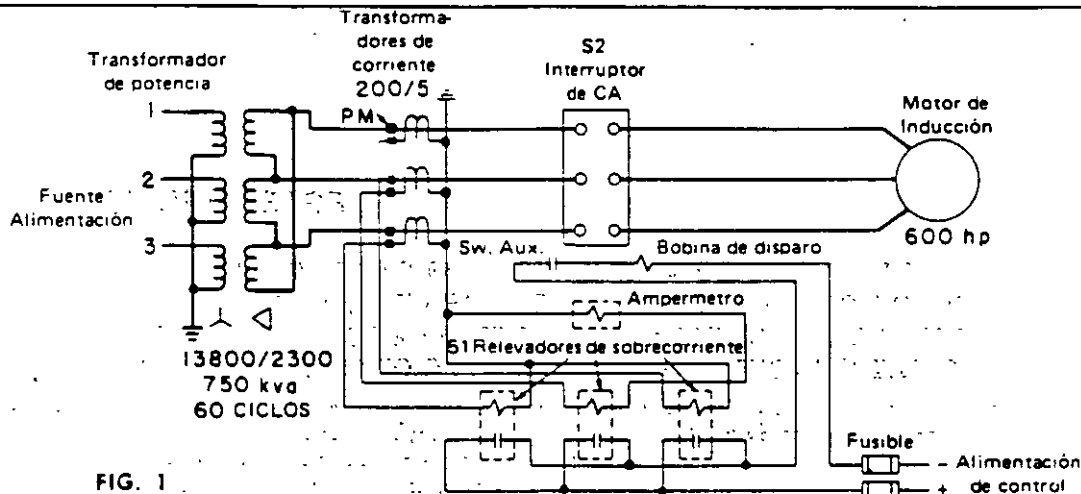 Transforma-
dores de
corriente
200/5
Transformador
de potencia
S2
Interruptor
de CA
Motor de
Inducción
1
PM
2
Fuente
Alimentación
3
600 hp
Sw. Aux.
Bobina de disparo
Ampermetro
51 Relevadores de sobrecorriente
13800/2300
750 kva
60 CICLOS
Fusible
- Alimentación
de control
+
FIG. 1